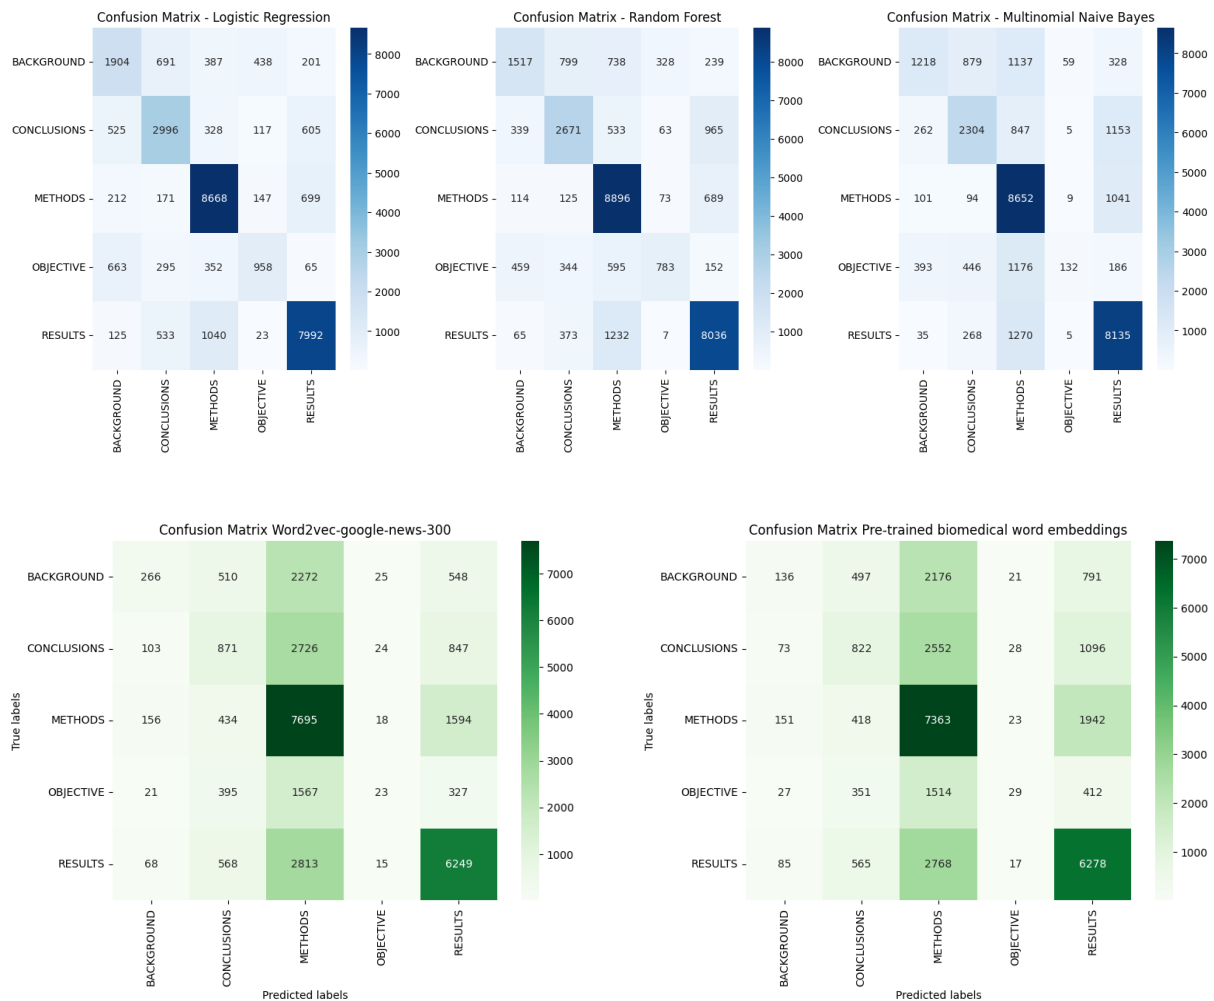 Confusion Matrix - Logistic Regression
BACKGROUND 1904 691 387 438 201
CONCLUSIONS 525 2996 328 117 605
METHODS 212 171 8668 147 699
OBJECTIVE 663 295 352 958 65
RESULTS 125 533 1040 23 7992
BACKGROUND CONCLUSIONS METHODS OBJECTIVE RESULTS
8000
7000
6000
5000
4000
3000
2000
1000
Confusion Matrix - Random Forest
BACKGROUND 1517 799 738 328 239
CONCLUSIONS 339 2671 533 63 965
METHODS 114 125 8896 73 689
OBJECTIVE 459 344 595 783 152
RESULTS 65 373 1232 7 8036
BACKGROUND CONCLUSIONS METHODS OBJECTIVE RESULTS
8000
7000
6000
5000
4000
3000
2000
1000
Confusion Matrix - Multinomial Naive Bayes
BACKGROUND 1218 879 1137 59 328
CONCLUSIONS 262 2304 847 5 1153
METHODS 101 94 8652 9 1041
OBJECTIVE 393 446 1176 132 186
RESULTS 35 268 1270 5 8135
BACKGROUND CONCLUSIONS METHODS OBJECTIVE RESULTS
8000
7000
6000
5000
4000
3000
2000
1000
Confusion Matrix Word2vec-google-news-300
True labels
BACKGROUND 266 510 2272 25 548
CONCLUSIONS 103 871 2726 24 847
METHODS 156 434 7695 18 1594
OBJECTIVE 21 395 1567 23 327
RESULTS 68 568 2813 15 6249
BACKGROUND CONCLUSIONS METHODS OBJECTIVE RESULTS
Predicted labels
7000
6000
5000
4000
3000
2000
1000
Confusion Matrix Pre-trained biomedical word embeddings
True labels
BACKGROUND 136 497 2176 21 791
CONCLUSIONS 73 822 2552 28 1096
METHODS 151 418 7363 23 1942
OBJECTIVE 27 351 1514 29 412
RESULTS 85 565 2768 17 6278
BACKGROUND CONCLUSIONS METHODS OBJECTIVE RESULTS
Predicted labels
7000
6000
5000
4000
3000
2000
1000